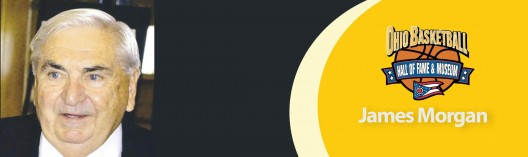 OHIO BASKETBALL
HALL OF FAME & MUSEUM
James Morgan